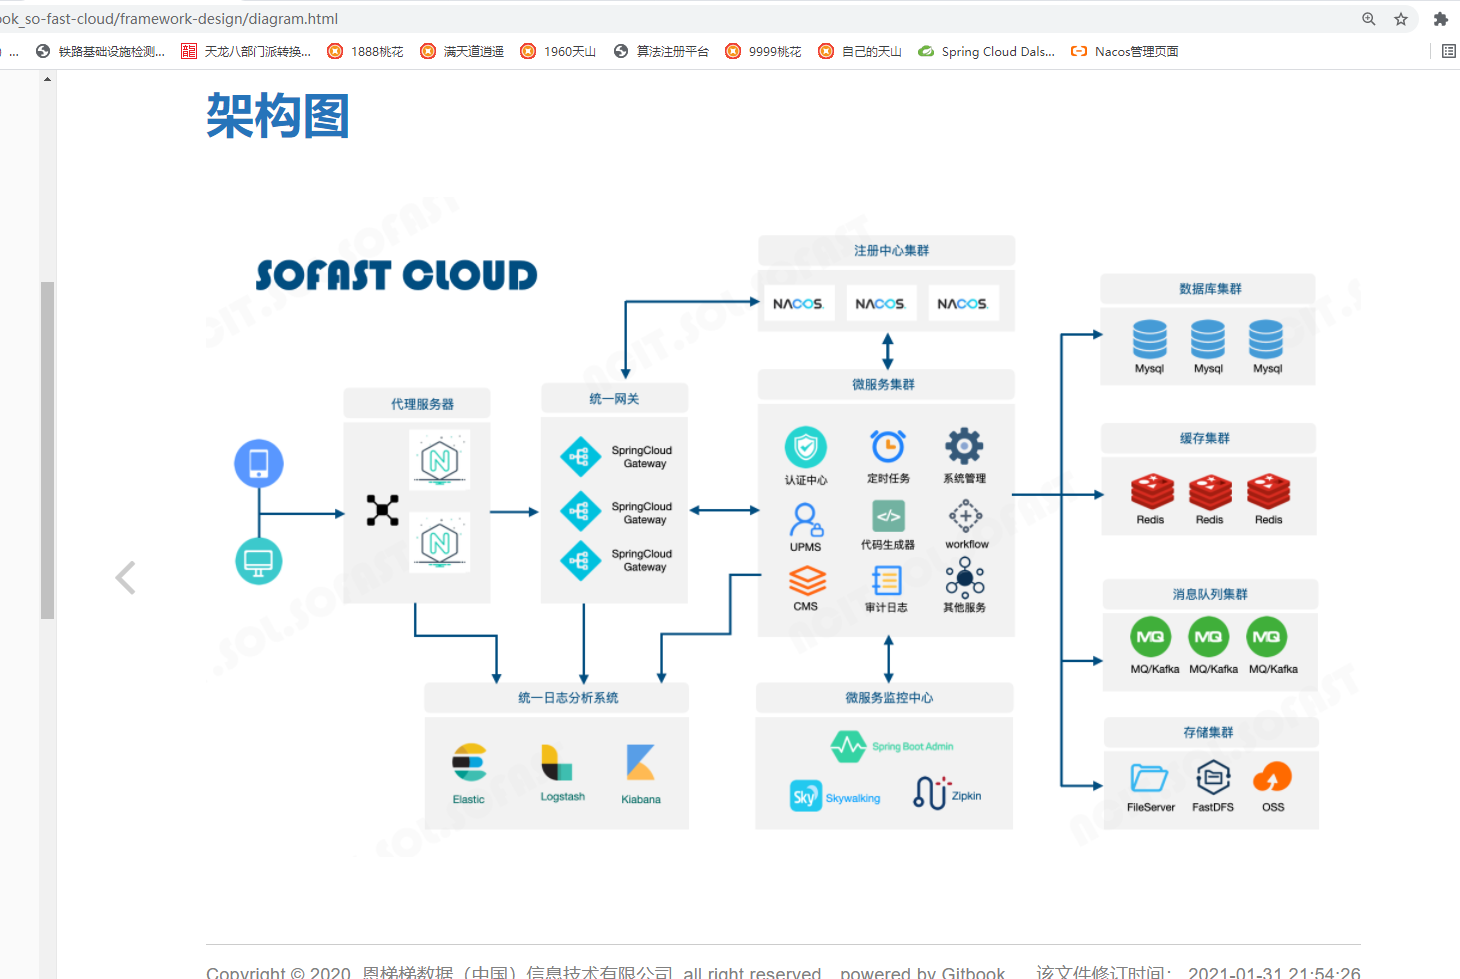 ook_so-fast-cloud/framework-design/diagram.html
... 铁路基础设施检测... 龍 天龙八部门派转换... 1888桃花 满天道逍遥 1960天山 算法注册平台 9999桃花 自己的天山 Spring Cloud Dals... Nacos管理页面
架构图
SOFAST CLOUD
代理服务器
统一网关
SpringCloud
Gateway
SpringCloud
Gateway
SpringCloud
Gateway
注册中心集群
NACOS. NACOS. NACOS.
微服务集群
认证中心 定时任务 系统管理
UPMS 代码生成器 workflow
CMS 审计日志 其他服务
数据库集群
Mysql Mysql Mysql
缓存集群
Redis Redis Redis
消息队列集群
MQ MQ MQ
MQ/Kafka MQ/Kafka MQ/Kafka
存储集群
FileServer FastDFS OSS
统一日志分析系统
Elastic Logstash Kiabana
微服务监控中心
Spring Boot Admin
Sky Skywalking Zipkin
Copyright © 2020 恩梯梯数据（中国）信息技术有限公司 all right reserved，powered by Gitbook 该文件修订时间： 2021-01-31 21:54:26